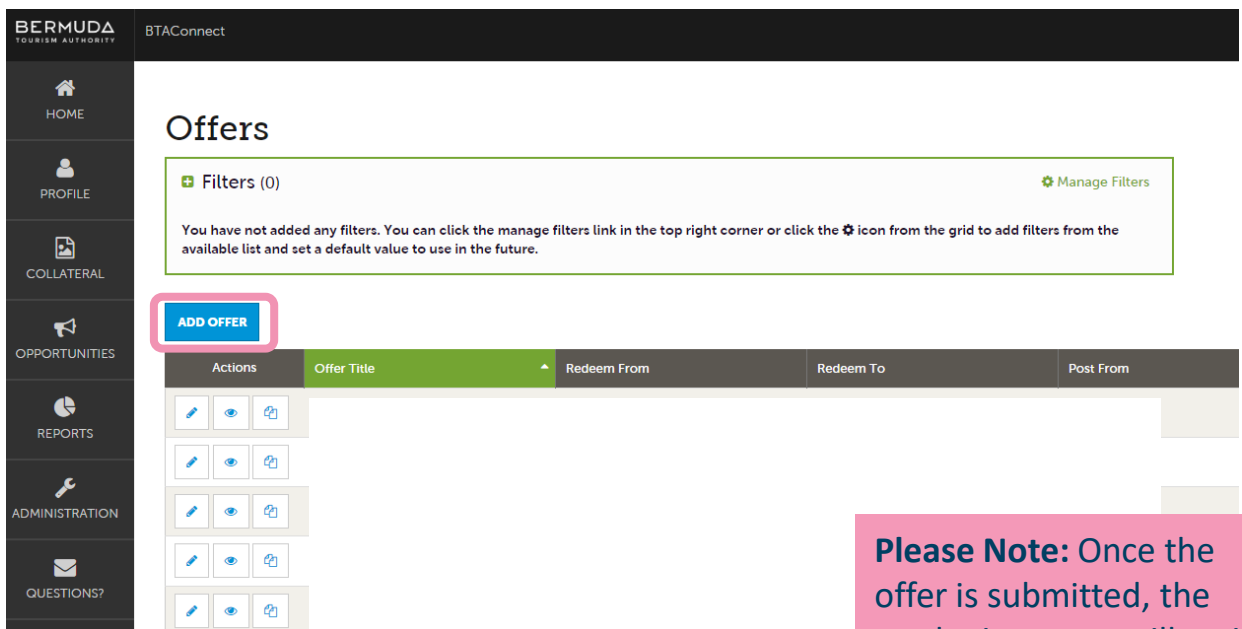 BERMUDA
TOURISM AUTHORITY
BTAConnect
HOME
PROFILE
COLLATERAL
OPPORTUNITIES
REPORTS
ADMINISTRATION
QUESTIONS?
Offers
Filters (0)
Manage Filters
You have not added any filters. You can click the manage filters link in the top right corner or click the icon from the grid to add filters from the
available list and set a default value to use in the future.
ADD OFFER
Actions Offer Title Redeem From Redeem To Post From
Please Note: Once the
offer is submitted, the